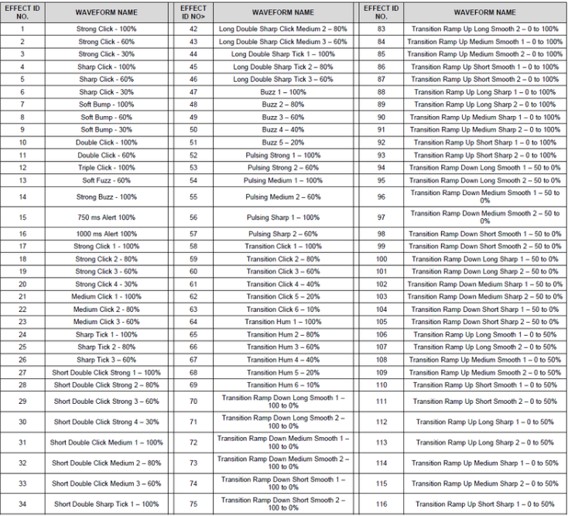 EFFECT ID NO. WAVEFORM NAME EFFECT ID NO> WAVEFORM NAME EFFECT ID NO. WAVEFORM NAME
1 Strong Click - 100% 42 Long Double Sharp Click Medium 2 – 80% 83 Transition Ramp Up Long Smooth 2 – 0 to 100%
2 Strong Click - 60% 43 Long Double Sharp Click Medium 3 – 60% 84 Transition Ramp Up Medium Smooth 1 – 0 to 100%
3 Strong Click - 30% 44 Long Double Sharp Tick 1 – 100% 85 Transition Ramp Up Medium Smooth 2 – 0 to 100%
4 Sharp Click - 100% 45 Long Double Sharp Tick 2 – 80% 86 Transition Ramp Up Short Smooth 1 – 0 to 100%
5 Sharp Click - 60% 46 Long Double Sharp Tick 3 – 60% 87 Transition Ramp Up Short Smooth 2 – 0 to 100%
6 Sharp Click - 30% 47 Buzz 1 – 100% 88 Transition Ramp Up Long Sharp 1 – 0 to 100%
7 Soft Bump - 100% 48 Buzz 2 – 80% 89 Transition Ramp Up Long Sharp 2 – 0 to 100%
8 Soft Bump - 60% 49 Buzz 3 – 60% 90 Transition Ramp Up Medium Sharp 1 – 0 to 100%
9 Soft Bump - 30% 50 Buzz 4 – 40% 91 Transition Ramp Up Medium Sharp 2 – 0 to 100%
10 Double Click - 100% 51 Buzz 5 – 20% 92 Transition Ramp Up Short Sharp 1 – 0 to 100%
11 Double Click - 60% 52 Pulsing Strong 1 – 100% 93 Transition Ramp Up Short Sharp 2 – 0 to 100%
12 Triple Click - 100% 53 Pulsing Strong 2 – 60% 94 Transition Ramp Down Long Smooth 1 – 50 to 0%
13 Soft Fuzz - 60% 54 Pulsing Medium 1 – 100% 95 Transition Ramp Down Long Smooth 2 – 50 to 0%
14 Strong Buzz - 100% 55 Pulsing Medium 2 – 60% 96 Transition Ramp Down Medium Smooth 1 – 50 to 0%
15 750 ms Alert 100% 56 Pulsing Sharp 1 – 100% 97 Transition Ramp Down Medium Smooth 2 – 50 to 0%
16 1000 ms Alert 100% 57 Pulsing Sharp 2 – 60% 98 Transition Ramp Down Short Smooth 1 – 50 to 0%
17 Strong Click 1 - 100% 58 Transition Click 1 – 100% 99 Transition Ramp Down Short Smooth 2 – 50 to 0%
18 Strong Click 2 - 80% 59 Transition Click 2 – 80% 100 Transition Ramp Down Long Sharp 1 – 50 to 0%
19 Strong Click 3 - 60% 60 Transition Click 3 – 60% 101 Transition Ramp Down Long Sharp 2 – 50 to 0%
20 Strong Click 4 - 30% 61 Transition Click 4 – 40% 102 Transition Ramp Down Medium Sharp 1 – 50 to 0%
21 Medium Click 1 - 100% 62 Transition Click 5 – 20% 103 Transition Ramp Down Medium Sharp 2 – 50 to 0%
22 Medium Click 2 - 80% 63 Transition Click 6 – 10% 104 Transition Ramp Down Short Sharp 1 – 50 to 0%
23 Medium Click 3 - 60% 64 Transition Hum 1 – 100% 105 Transition Ramp Down Short Sharp 2 – 50 to 0%
24 Sharp Tick 1 - 100% 65 Transition Hum 2 – 80% 106 Transition Ramp Up Long Smooth 1 – 0 to 50%
25 Sharp Tick 2 - 80% 66 Transition Hum 3 – 60% 107 Transition Ramp Up Long Smooth 2 – 0 to 50%
26 Sharp Tick 3 – 60% 67 Transition Hum 4 – 40% 108 Transition Ramp Up Medium Smooth 1 – 0 to 50%
27 Short Double Click Strong 1 – 100% 68 Transition Hum 5 – 20% 109 Transition Ramp Up Medium Smooth 2 – 0 to 50%
28 Short Double Click Strong 2 – 80% 69 Transition Hum 6 – 10% 110 Transition Ramp Up Short Smooth 1 – 0 to 50%
29 Short Double Click Strong 3 – 60% 70 Transition Ramp Down Long Smooth 1 – 100 to 0% 111 Transition Ramp Up Short Smooth 2 – 0 to 50%
30 Short Double Click Strong 4 – 30% 71 Transition Ramp Down Long Smooth 2 – 100 to 0% 112 Transition Ramp Up Long Sharp 1 – 0 to 50%
31 Short Double Click Medium 1 – 100% 72 Transition Ramp Down Medium Smooth 1 – 100 to 0% 113 Transition Ramp Up Long Sharp 2 – 0 to 50%
32 Short Double Click Medium 2 – 80% 73 Transition Ramp Down Medium Smooth 2 – 100 to 0% 114 Transition Ramp Up Medium Sharp 1 – 0 to 50%
33 Short Double Click Medium 3 – 60% 74 Transition Ramp Down Short Smooth 1 – 100 to 0% 115 Transition Ramp Up Medium Sharp 2 – 0 to 50%
34 Short Double Sharp Tick 1 – 100% 75 Transition Ramp Down Short Smooth 2 – 100 to 0% 116 Transition Ramp Up Short Sharp 1 – 0 to 50%